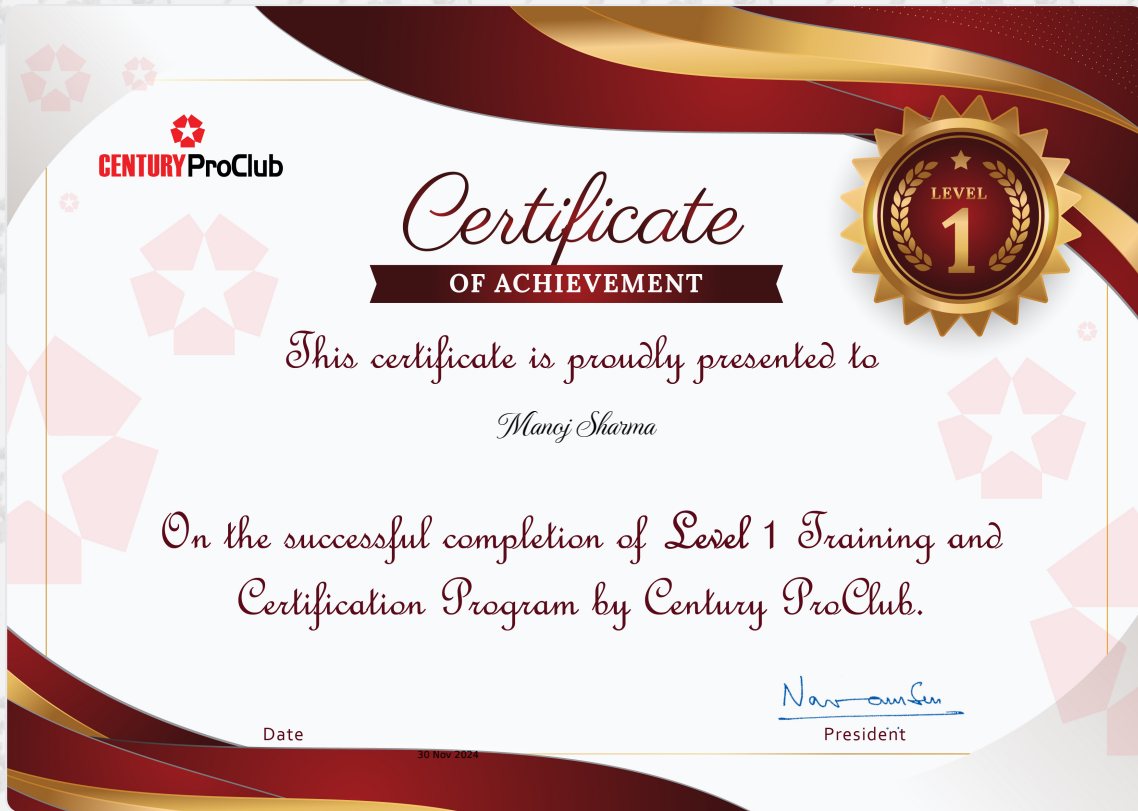 CENTURY ProClub
LEVEL
1
Certificate
OF ACHIEVEMENT
This certificate is proudly presented to
Manoj Sharma
On the successful completion of Level 1 Training and
Certification Program by Century ProClub.
Date
President
30 Nov 2024